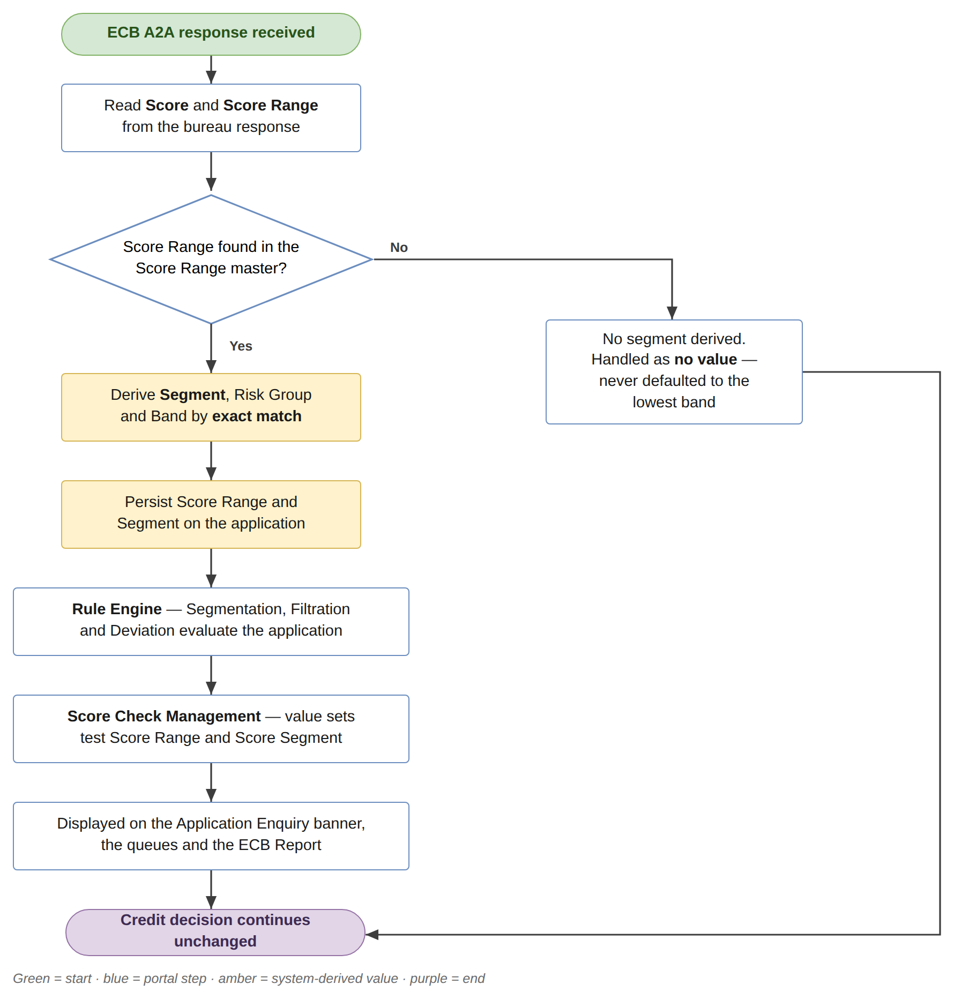 ECB A2A response received
Read Score and Score Range
from the bureau response
Score Range found in the
Score Range master?
No
Yes
No segment derived.
Handled as no value —
never defaulted to the
lowest band
Derive Segment, Risk Group
and Band by exact match
Persist Score Range and
Segment on the application
Rule Engine — Segmentation, Filtration
and Deviation evaluate the application
Score Check Management — value sets
test Score Range and Score Segment
Displayed on the Application Enquiry banner,
the queues and the ECB Report
Credit decision continues
unchanged
Green = start · blue = portal step · amber = system-derived value · purple = end